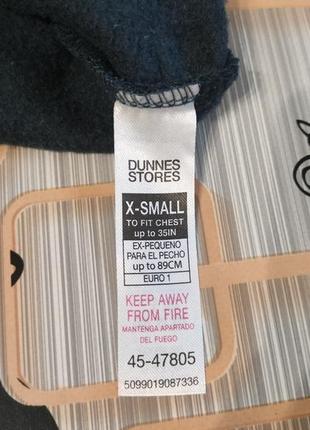 DUNNES
STORES
X-SMALL
TO FIT CHEST
up to 35IN
EX-PEQUENO
PARA EL PECHO
up to 89CM
EURO 1
KEEP AWAY
FROM FIRE
MANTENGA APARTADO
DEL FUEGO
45-47805
5099019087336